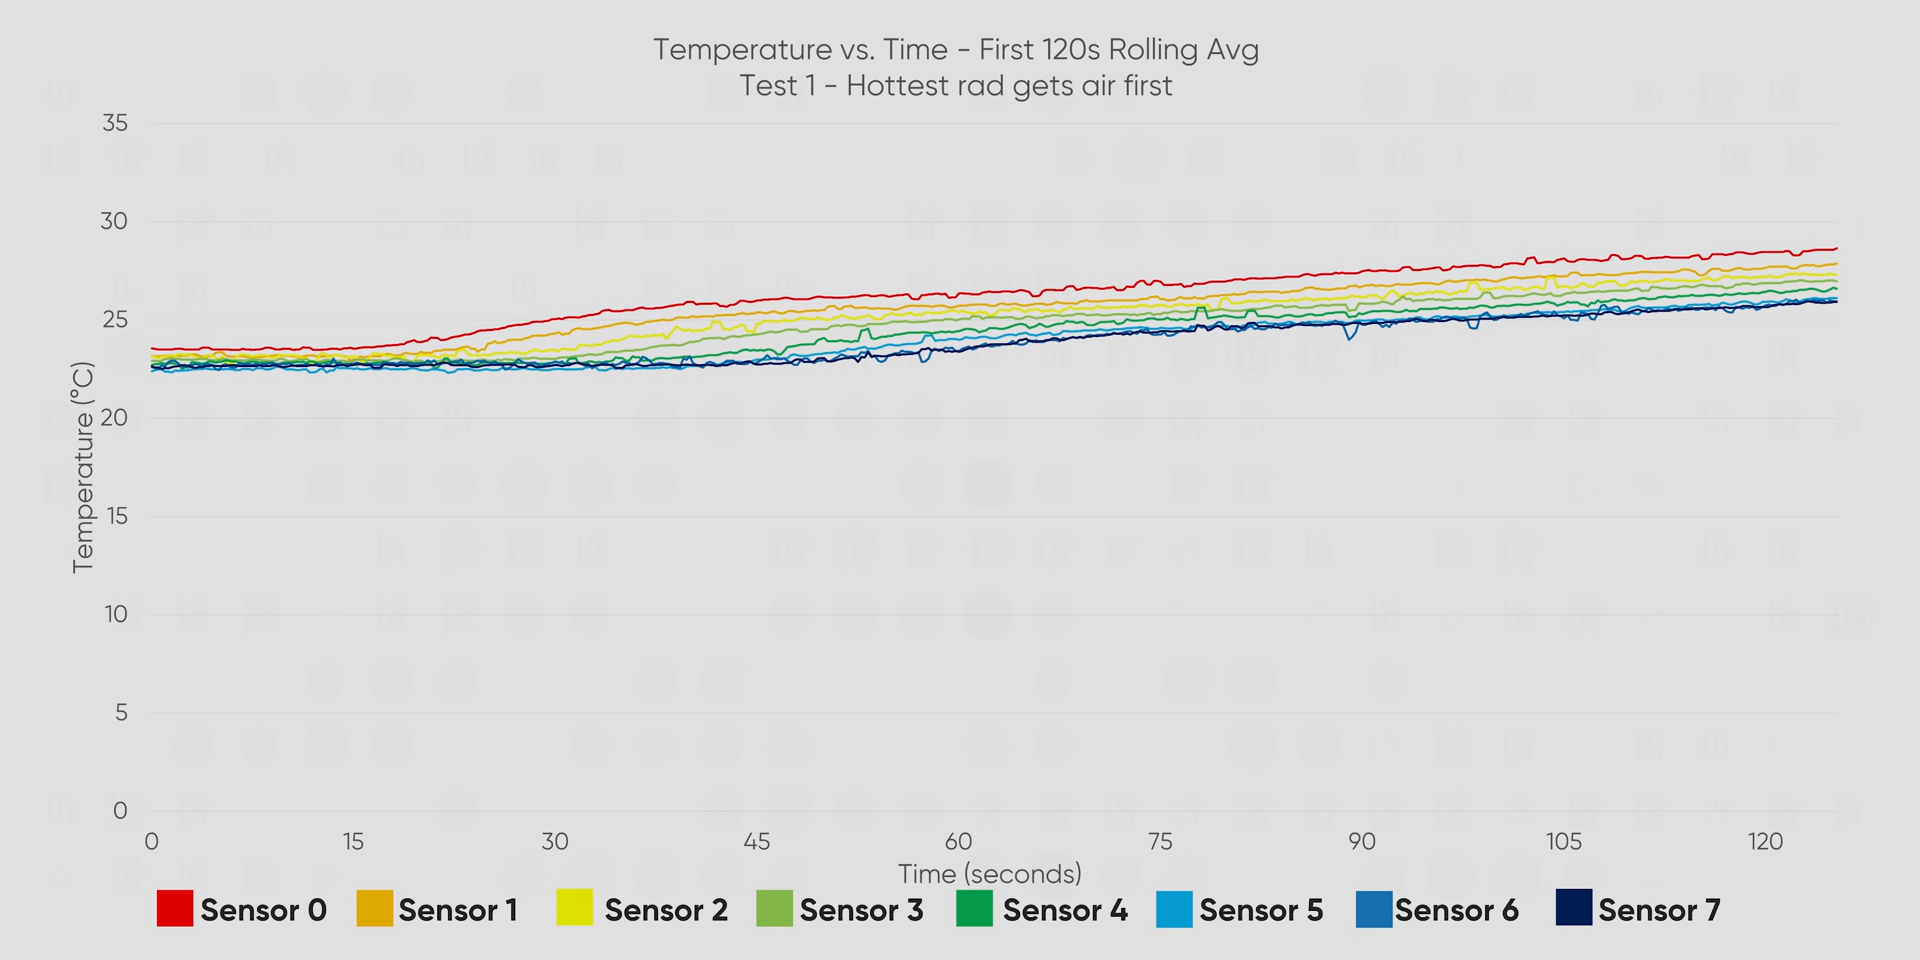 Temperature vs. Time - First 120s Rolling Avg
Test 1 - Hottest rad gets air first
35
30
25
20
15
10
5
0
Temperature (°C)
0 15 30 45 60 75 90 105 120
Time (seconds)
Sensor 0 Sensor 1 Sensor 2 Sensor 3 Sensor 4 Sensor 5 Sensor 6 Sensor 7